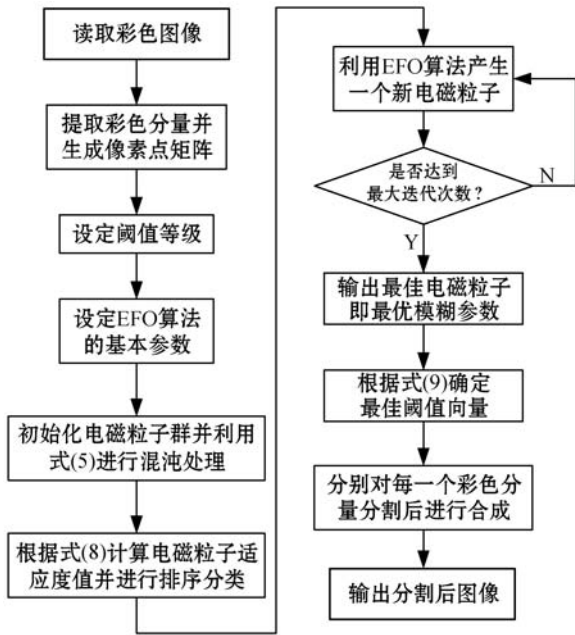 读取彩色图像
提取彩色分量并
生成像素点矩阵
设定阈值等级
设定EFO算法
的基本参数
初始化电磁粒子群并利用
式(5)进行混沌处理
根据式(8)计算电磁粒子适
应度值并进行排序分类
利用EFO算法产生
一个新电磁粒子
是否达到
最大迭代次数?
N
Y
输出最佳电磁粒子
即最优模糊参数
根据式(9)确定
最佳阈值向量
分别对每一个彩色分
量分割后进行合成
输出分割后图像